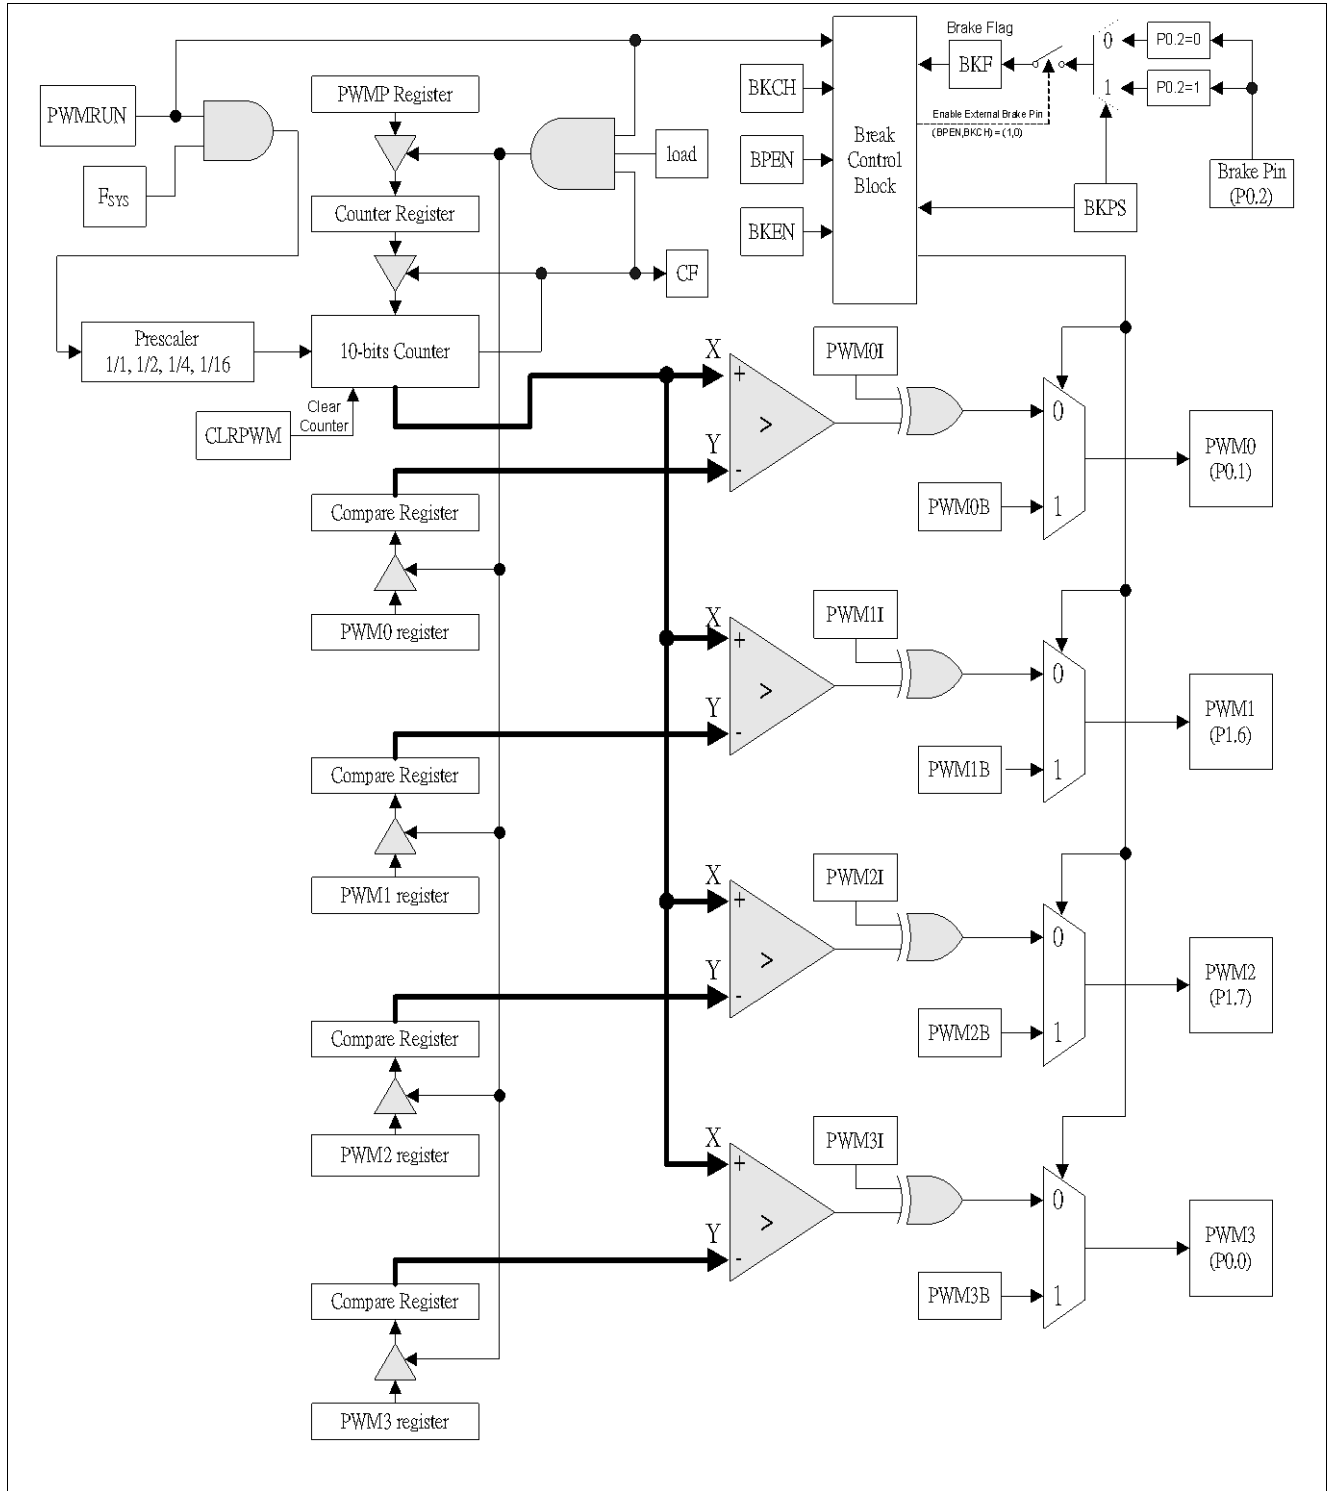 Brake Flag
0
P0.2=0
PWMRUN
PWMP Register
BKCH
BKF
1
P0.2=1
Enable External Brake Pin
(BPEN,BKCH) = (1,0)
load
BPEN
Break
Control
Block
Brake Pin
(P0.2)
FSYS
Counter Register
BKEN
BKPS
CF
Prescaler
1/1, 1/2, 1/4, 1/16
10-bits Counter
Clear
Counter
CLRPWM
X
+
>
Y
-
PWM0I
0
PWM0B
1
PWM0
(P0.1)
Compare Register
PWM0 register
X
+
>
Y
-
PWM1I
0
PWM1B
1
PWM1
(P1.6)
Compare Register
PWM1 register
X
+
>
Y
-
PWM2I
0
PWM2B
1
PWM2
(P1.7)
Compare Register
PWM2 register
X
+
>
Y
-
PWM3I
0
PWM3B
1
PWM3
(P0.0)
Compare Register
PWM3 register